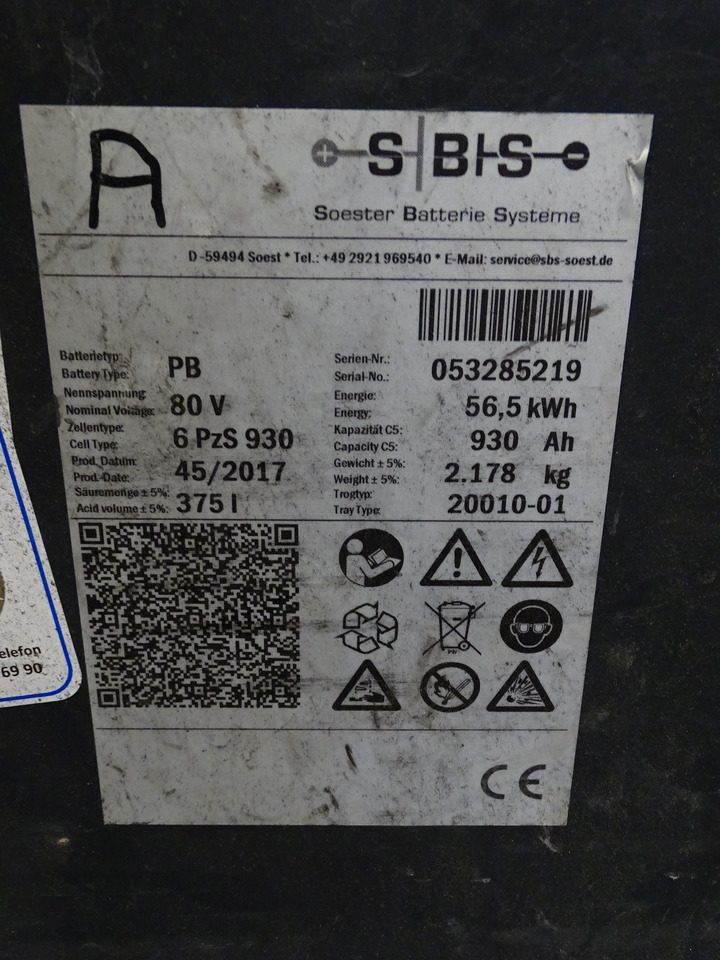 A
S|BI-S
Soester Batterie Systeme
D-59494 Soest * Tel.: +49 2921 969540 * E-Mail: service@sbs-soest.de
Batterietyp:
Battery Type: PB
Serien-Nr.:
Serial-No.: 053285219
Nennspannung:
Nominal Voltage: 80 V
Energie:
Energy: 56,5 kWh
Zellentype:
Cell Type: 6 PzS 930
Kapazität C5:
Capacity C5: 930 Ah
Prod. Datum:
Prod.-Date: 45/2017
Gewicht ± 5%:
Weight ± 5%: 2.178 kg
Säuremenge ± 5%:
Acid volume ± 5%: 375 l
Trogtyp:
Tray Type: 20010-01
elefon
69 90
CE